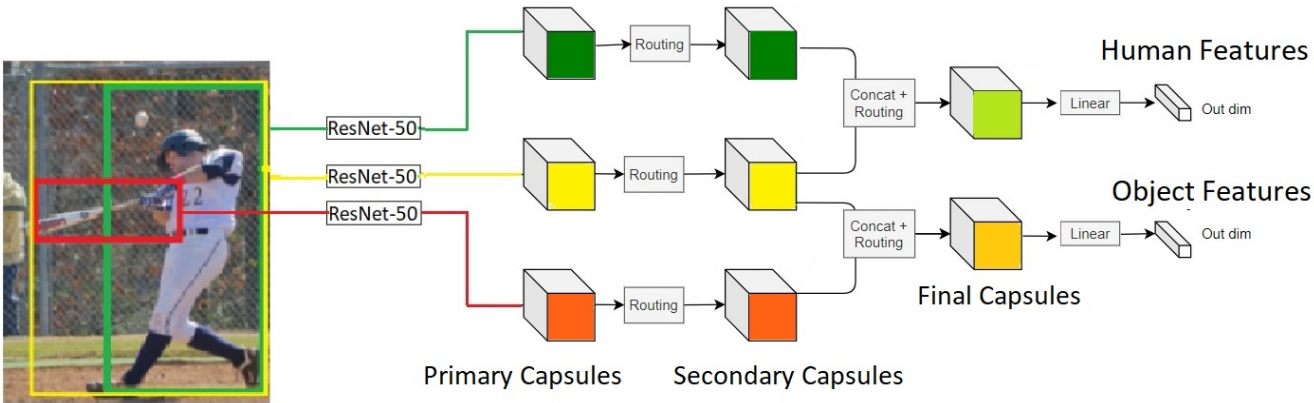 ResNet-50
ResNet-50
ResNet-50
Routing
Routing
Routing
Concat +
Routing
Concat +
Routing
Human Features
Linear
Out dim
Object Features
Linear
Out dim
Final Capsules
Primary Capsules
Secondary Capsules
22